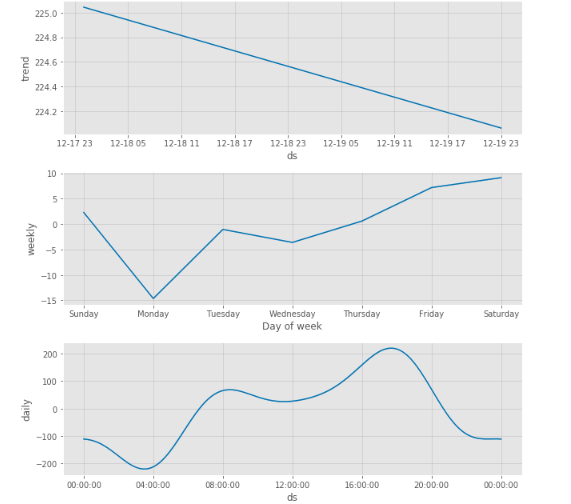 225.0
224.8
224.6
224.4
224.2
trend
12-17 23 12-18 05 12-18 11 12-18 17 12-18 23 12-19 05 12-19 11 12-19 17 12-19 23
ds
10
5
0
−5
−10
−15
weekly
Sunday Monday Tuesday Wednesday Thursday Friday Saturday
Day of week
200
100
0
−100
−200
daily
00:00:00 04:00:00 08:00:00 12:00:00 16:00:00 20:00:00 00:00:00
ds